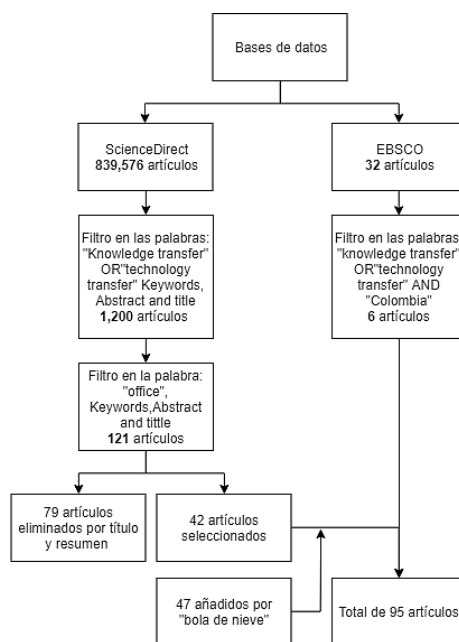 Bases de datos
ScienceDirect
839,576 artículos
EBSCO
32 artículos
Filtro en las palabras:
"Knowledge transfer"
OR"technology
transfer" Keywords,
Abstract and title
1,200 artículos
Filtro en las palabras
"knowledge transfer"
OR"technology
transfer" AND
"Colombia"
6 artículos
Filtro en la palabra:
"office",
Keywords,Abstract
and tittle
121 artículos
79 artículos
eliminados por título
y resumen
42 artículos
seleccionados
47 añadidos por
"bola de nieve"
Total de 95 artículos